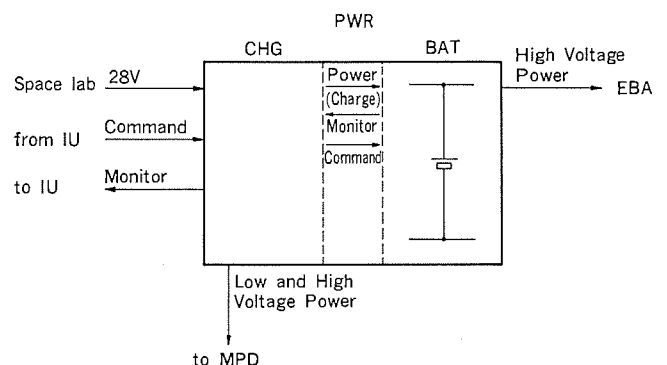 PWR
CHG
BAT
Space lab 28V
from IU Command
to IU Monitor
Power
(Charge)
Monitor
Command
High Voltage
Power
EBA
Low and High
Voltage Power
to MPD